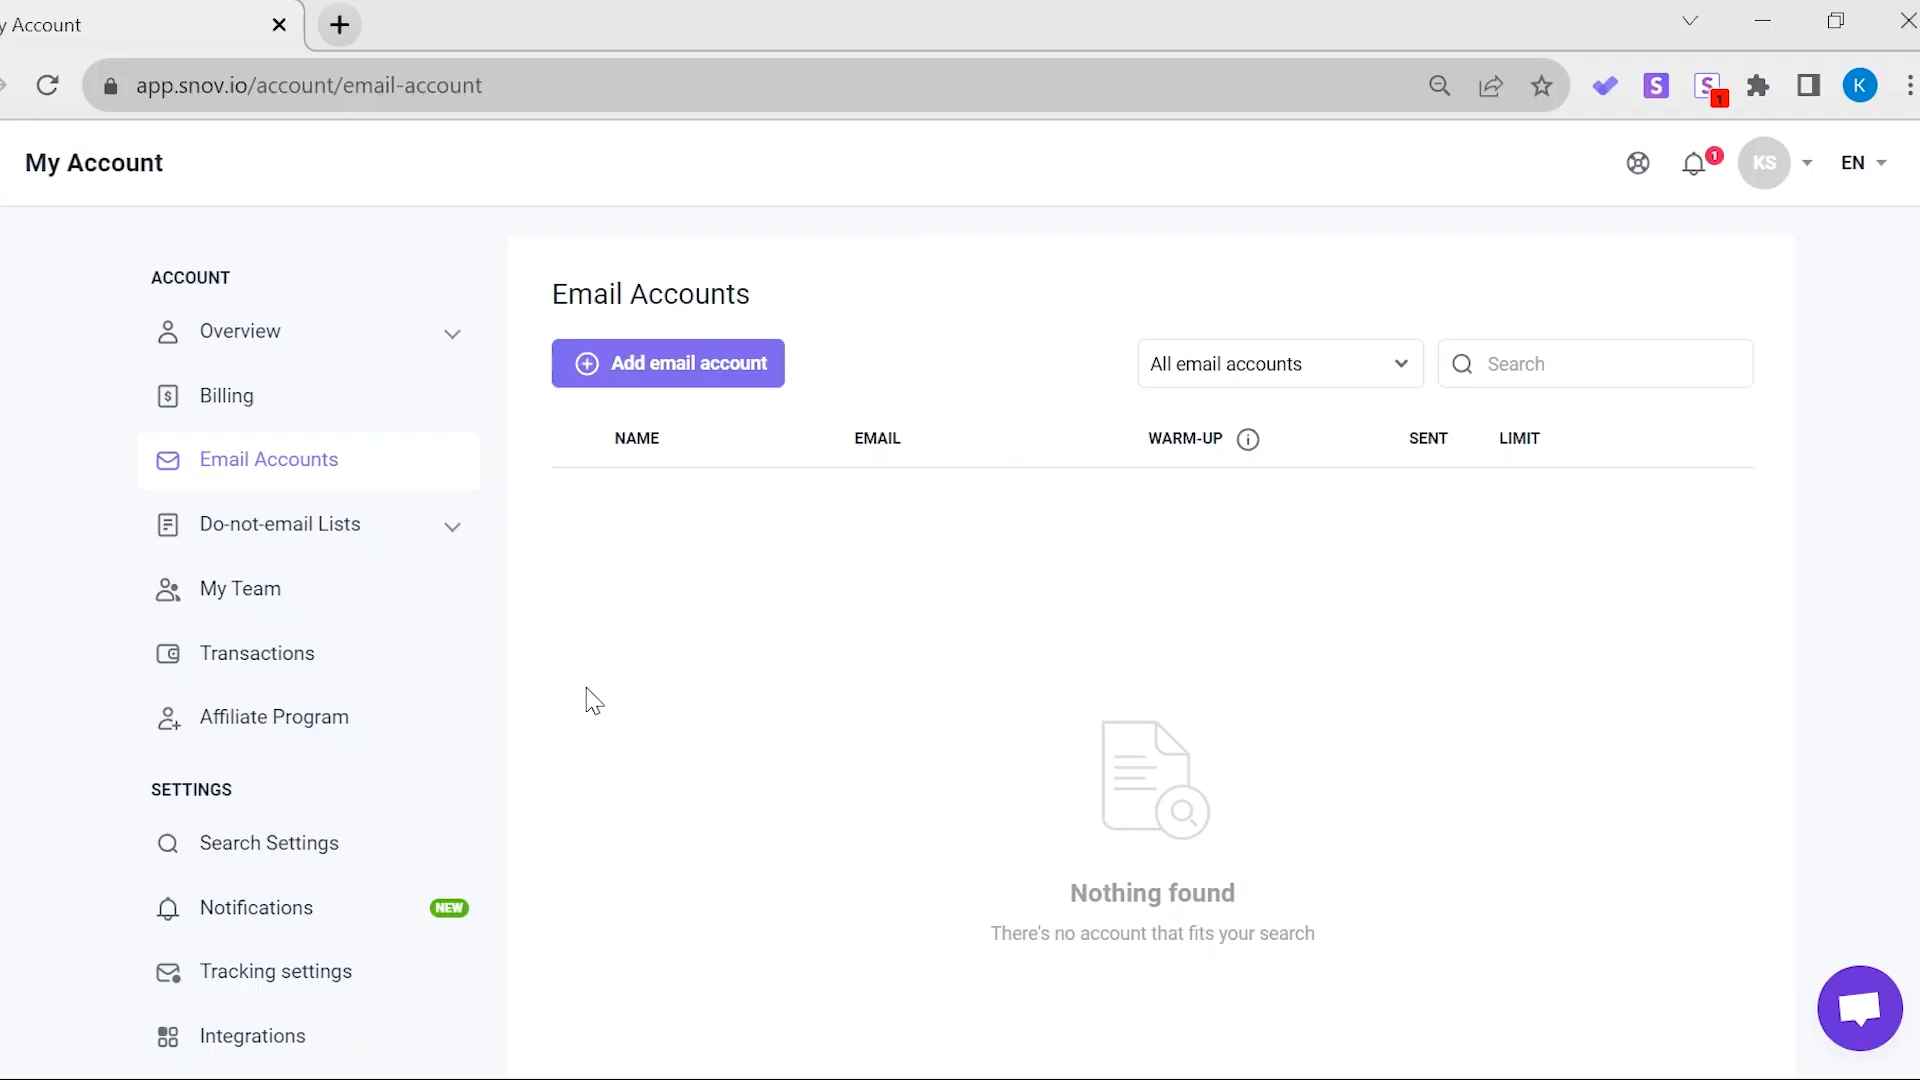 y Account
app.snov.io/account/email-account
S
S
1
K
My Account
1
KS
EN
ACCOUNT
Overview
Billing
Email Accounts
Do-not-email Lists
My Team
Transactions
Affiliate Program
SETTINGS
Search Settings
Notifications
NEW
Tracking settings
Integrations
Email Accounts
Add email account
All email accounts
Search
NAME
EMAIL
WARM-UP
SENT
LIMIT
Nothing found
There's no account that fits your search